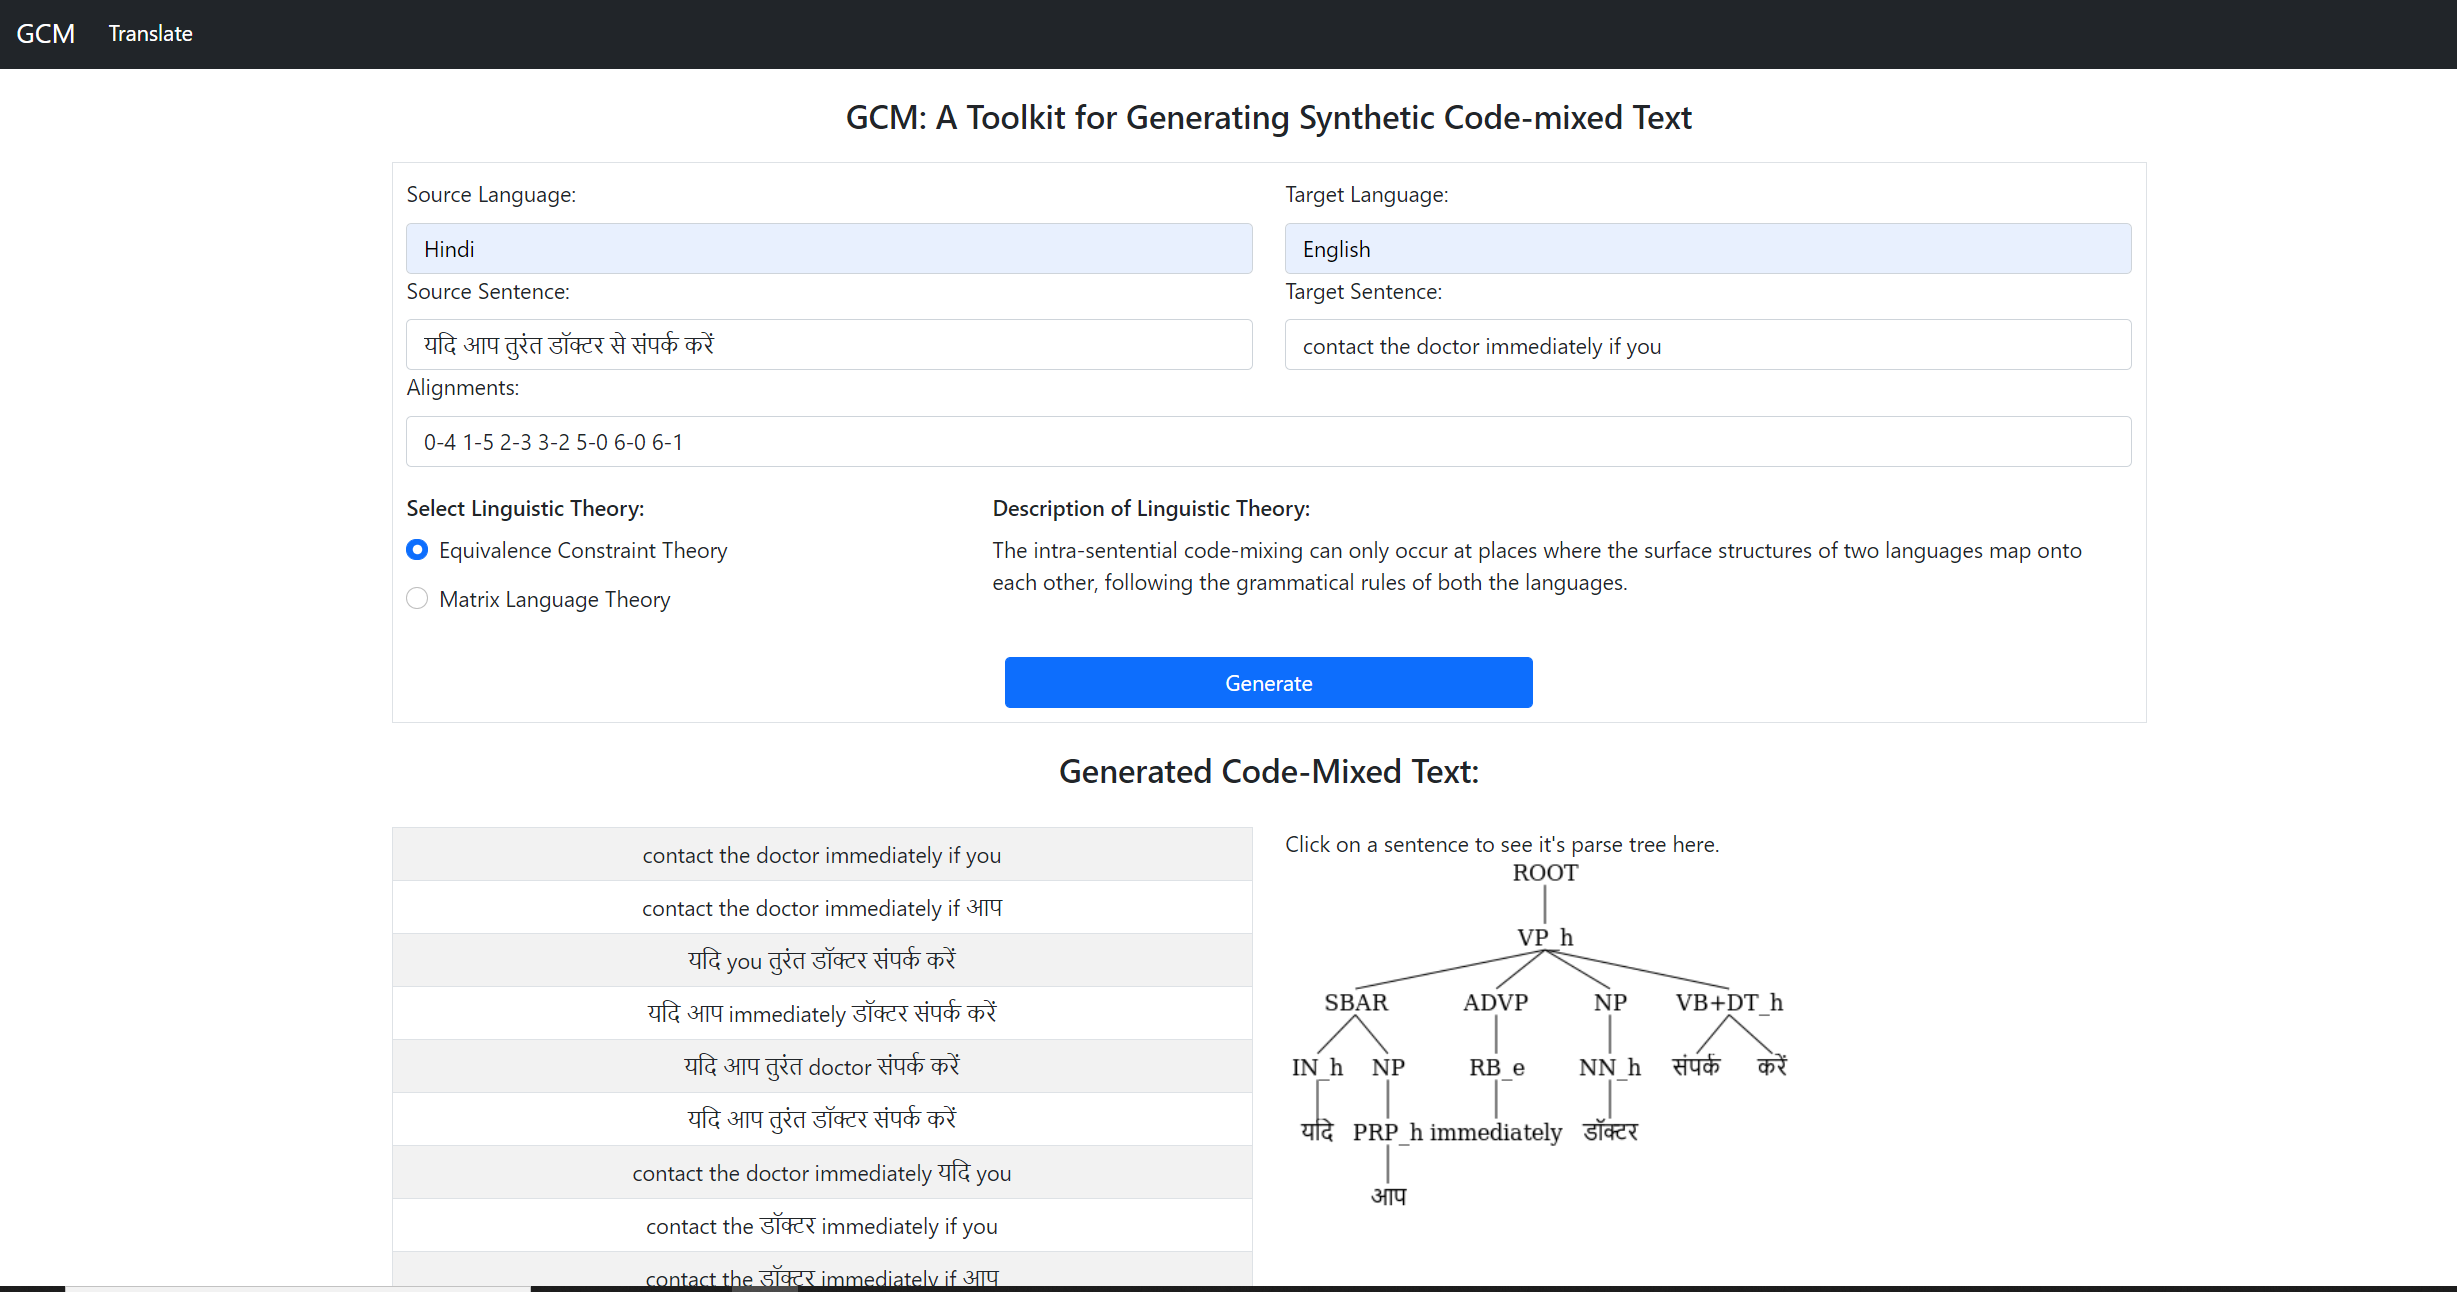 GCM Translate
GCM: A Toolkit for Generating Synthetic Code-mixed Text
Source Language:
Hindi
Target Language:
English
Source Sentence:
यदि आप तुरंत डॉक्टर से संपर्क करें
Target Sentence:
contact the doctor immediately if you
Alignments:
0-4 1-5 2-3 3-2 5-0 6-0 6-1
Select Linguistic Theory:
Equivalence Constraint Theory
Matrix Language Theory
Description of Linguistic Theory:
The intra-sentential code-mixing can only occur at places where the surface structures of two languages map onto
each other, following the grammatical rules of both the languages.
Generate
Generated Code-Mixed Text:
contact the doctor immediately if you
contact the doctor immediately if आप
यदि you तुरंत डॉक्टर संपर्क करें
यदि आप immediately डॉक्टर संपर्क करें
यदि आप तुरंत doctor संपर्क करें
यदि आप तुरंत डॉक्टर संपर्क करें
contact the doctor immediately यदि you
contact the डॉक्टर immediately if you
contact the डॉक्टर immediately if आप
Click on a sentence to see it's parse tree here.
ROOT
VP_h
SBAR ADVP NP VB+DT_h
IN_h NP RB_e NN_h संपर्क करें
यदि PRP_h immediately डॉक्टर
आप